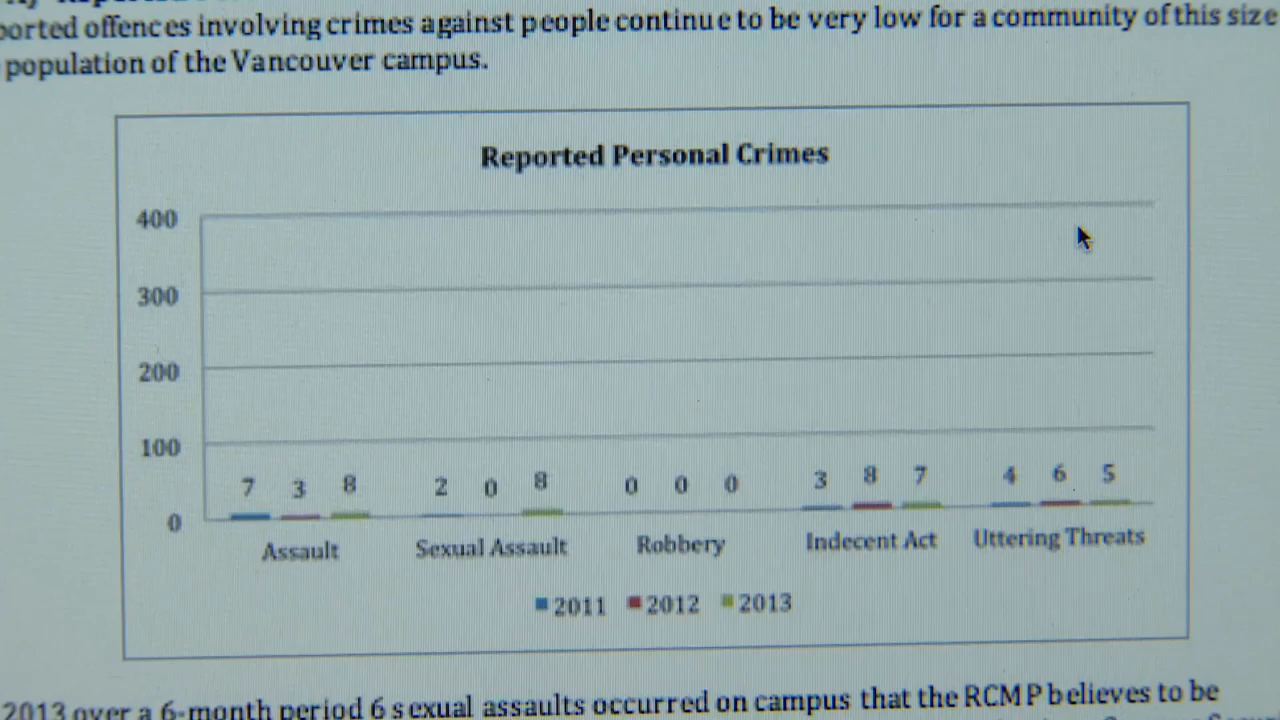 ported offences involving crimes against people continue to be very low for a community of this size
population of the Vancouver campus.
Reported Personal Crimes
400
300
200
100
0
7 3 8 2 0 8 0 0 0 3 8 7 4 6 5
Assault Sexual Assault Robbery Indecent Act Uttering Threats
2011 2012 2013
2013 over a 6-month period 6 sexual assaults occurred on campus that the RCMP believes to be